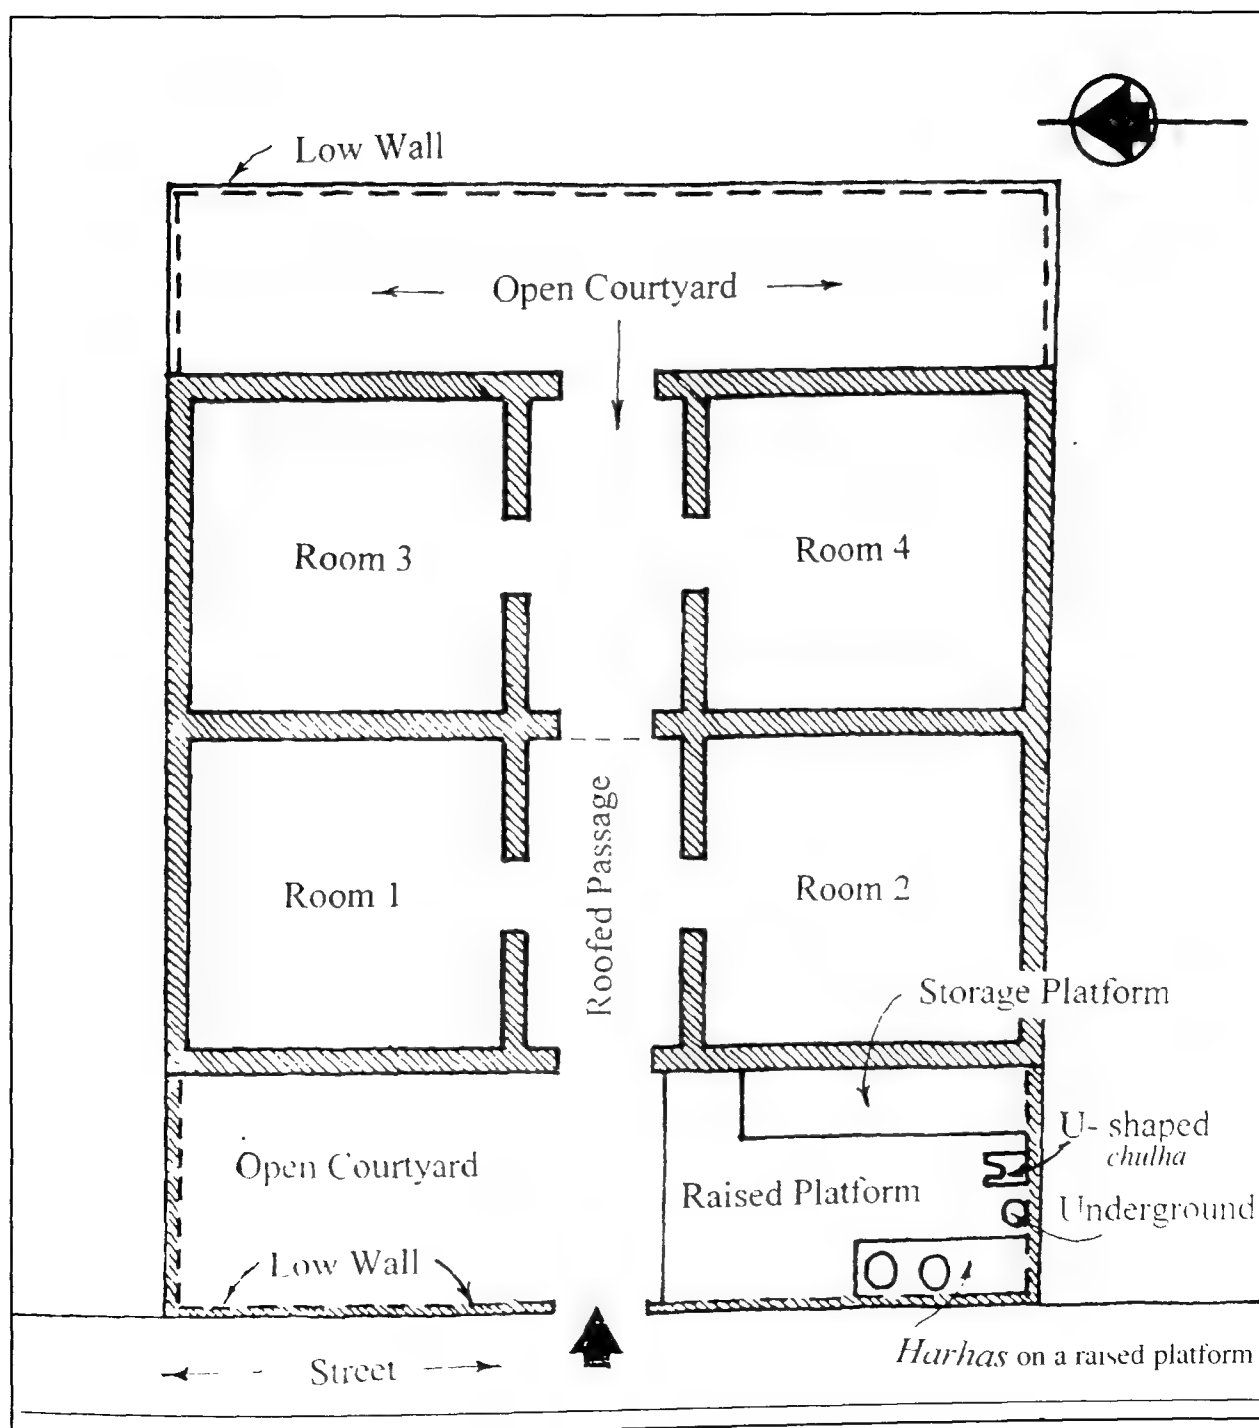 Low Wall
Open Courtyard
Room 3
Room 4
Roofed Passage
Room 1
Room 2
Storage Platform
U- shaped
chulha
Open Courtyard
Raised Platform
Underground
Low Wall
Street
Harhas on a raised platform